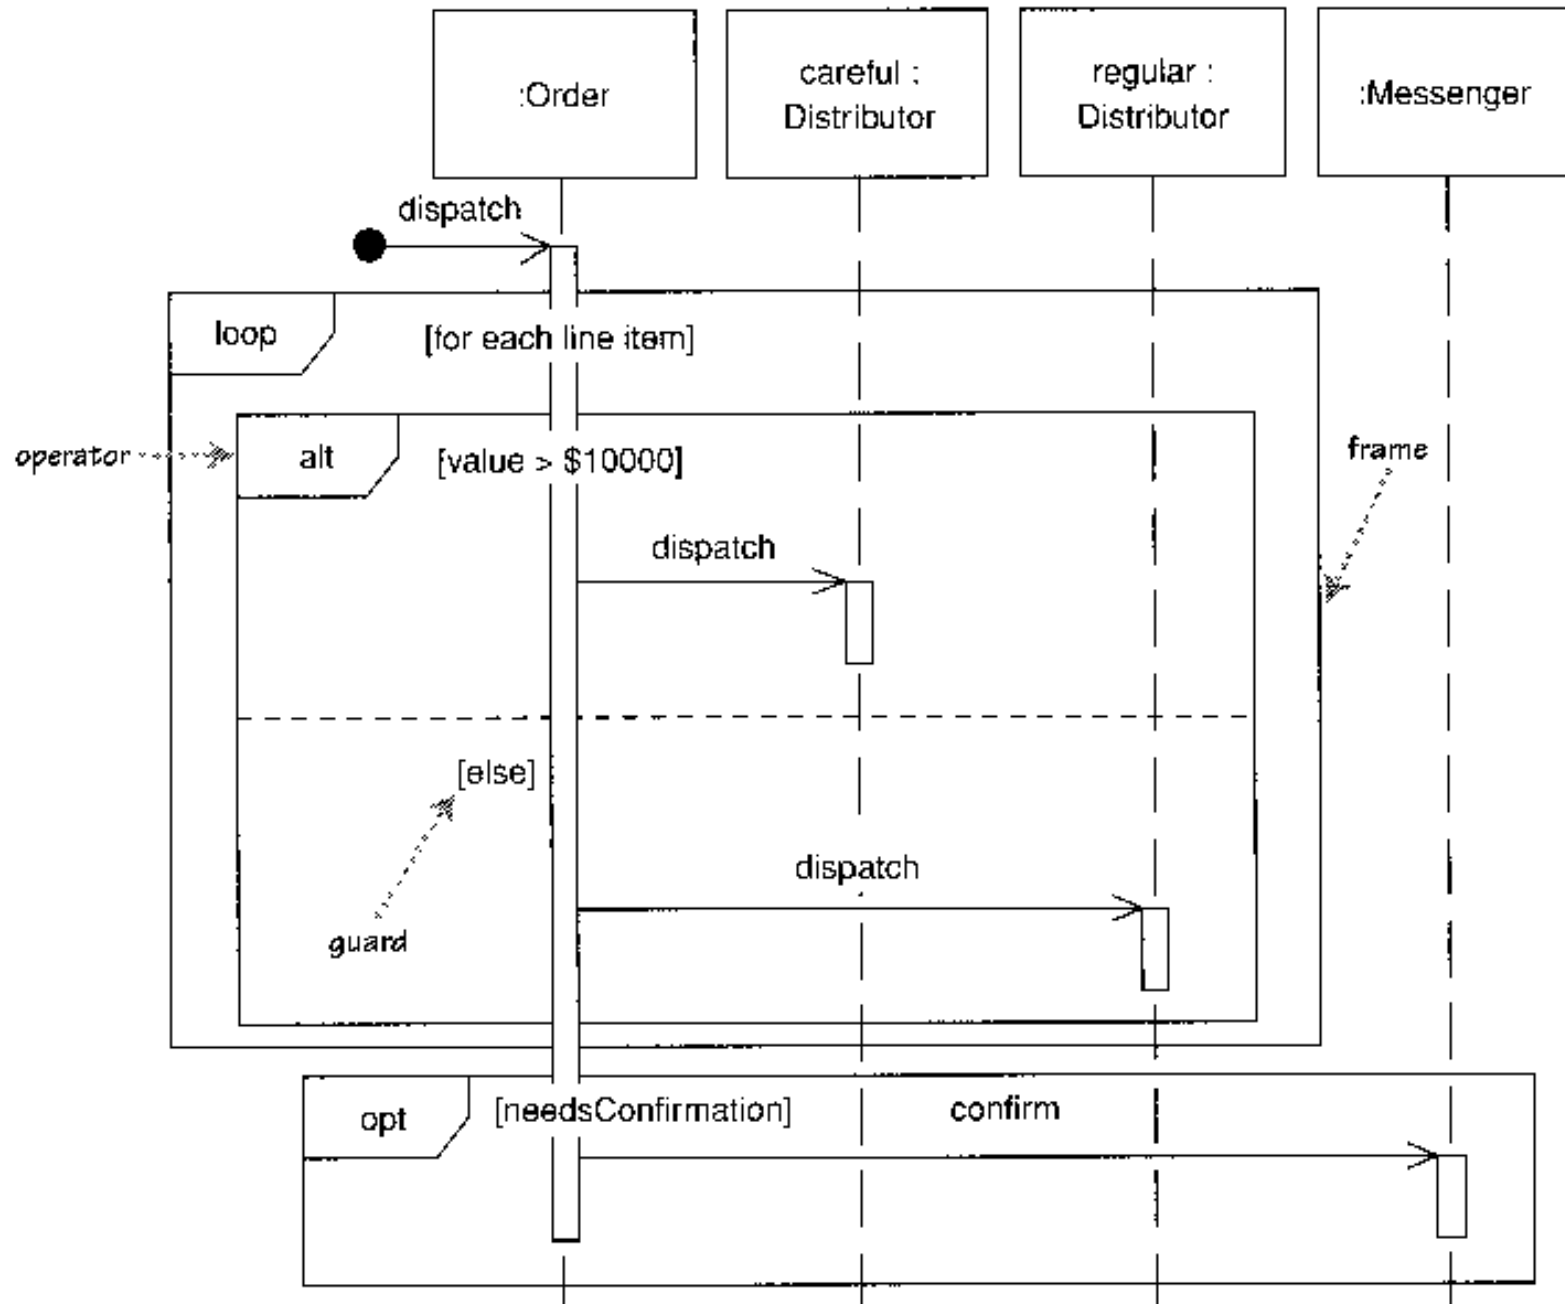 :Order
careful :
Distributor
regular :
Distributor
:Messenger
dispatch
loop
[for each line item]
operator
alt
[value > $10000]
frame
dispatch
[else]
dispatch
guard
opt
[needsConfirmation]
confirm